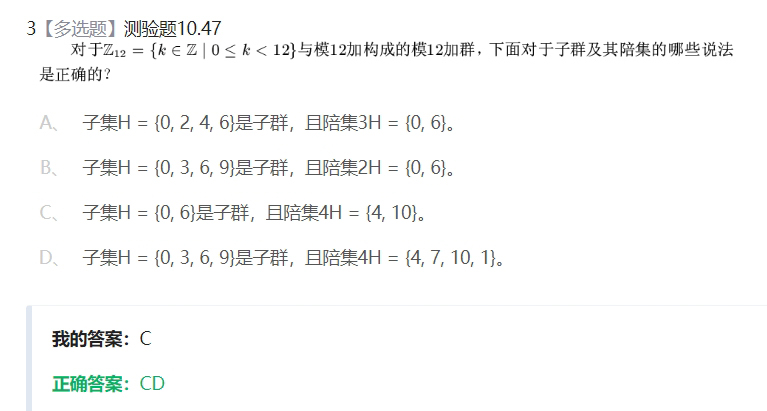 3【多选题】测验题10.47
对于ℤ₁₂ = {k ∈ ℤ | 0 ≤ k < 12}与模12加构成的模12加群，下面对于子群及其陪集的哪些说法
是正确的？
A、 子集H = {0, 2, 4, 6}是子群，且陪集3H = {0, 6}。
B、 子集H = {0, 3, 6, 9}是子群，且陪集2H = {0, 6}。
C、 子集H = {0, 6}是子群，且陪集4H = {4, 10}。
D、 子集H = {0, 3, 6, 9}是子群，且陪集4H = {4, 7, 10, 1}。
我的答案：C
正确答案：CD